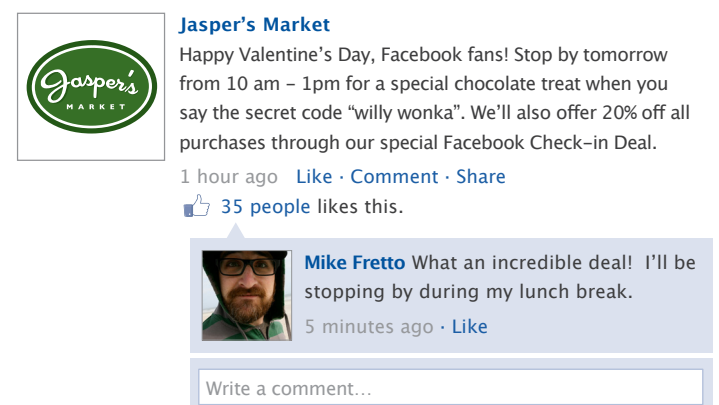 Jasper's
MARKET
Jasper’s Market
Happy Valentine’s Day, Facebook fans! Stop by tomorrow
from 10 am – 1pm for a special chocolate treat when you
say the secret code “willy wonka”. We’ll also offer 20% off all
purchases through our special Facebook Check-in Deal.
1 hour ago Like · Comment · Share
35 people likes this.
Mike Fretto What an incredible deal! I’ll be
stopping by during my lunch break.
5 minutes ago · Like
Write a comment...